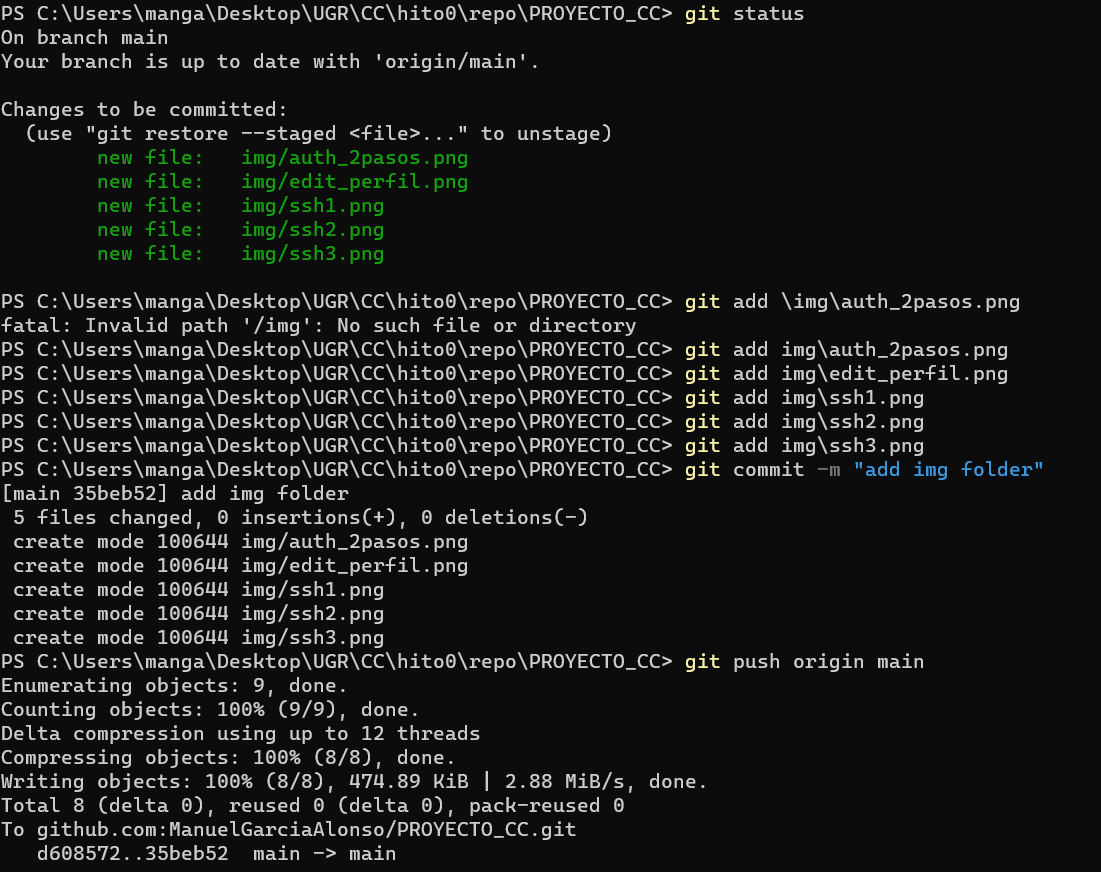 PS C:\Users\manga\Desktop\UGR\CC\hito0\repo\PROYECTO_CC> git status
On branch main
Your branch is up to date with 'origin/main'.
Changes to be committed:
  (use "git restore --staged <file>..." to unstage)
        new file:   img/auth_2pasos.png
        new file:   img/edit_perfil.png
        new file:   img/ssh1.png
        new file:   img/ssh2.png
        new file:   img/ssh3.png
PS C:\Users\manga\Desktop\UGR\CC\hito0\repo\PROYECTO_CC> git add \img\auth_2pasos.png
fatal: Invalid path '/img': No such file or directory
PS C:\Users\manga\Desktop\UGR\CC\hito0\repo\PROYECTO_CC> git add img\auth_2pasos.png
PS C:\Users\manga\Desktop\UGR\CC\hito0\repo\PROYECTO_CC> git add img\edit_perfil.png
PS C:\Users\manga\Desktop\UGR\CC\hito0\repo\PROYECTO_CC> git add img\ssh1.png
PS C:\Users\manga\Desktop\UGR\CC\hito0\repo\PROYECTO_CC> git add img\ssh2.png
PS C:\Users\manga\Desktop\UGR\CC\hito0\repo\PROYECTO_CC> git add img\ssh3.png
PS C:\Users\manga\Desktop\UGR\CC\hito0\repo\PROYECTO_CC> git commit -m "add img folder"
[main 35beb52] add img folder
 5 files changed, 0 insertions(+), 0 deletions(-)
 create mode 100644 img/auth_2pasos.png
 create mode 100644 img/edit_perfil.png
 create mode 100644 img/ssh1.png
 create mode 100644 img/ssh2.png
 create mode 100644 img/ssh3.png
PS C:\Users\manga\Desktop\UGR\CC\hito0\repo\PROYECTO_CC> git push origin main
Enumerating objects: 9, done.
Counting objects: 100% (9/9), done.
Delta compression using up to 12 threads
Compressing objects: 100% (8/8), done.
Writing objects: 100% (8/8), 474.89 KiB | 2.88 MiB/s, done.
Total 8 (delta 0), reused 0 (delta 0), pack-reused 0
To github.com:ManuelGarciaAlonso/PROYECTO_CC.git
   d608572..35beb52  main -> main